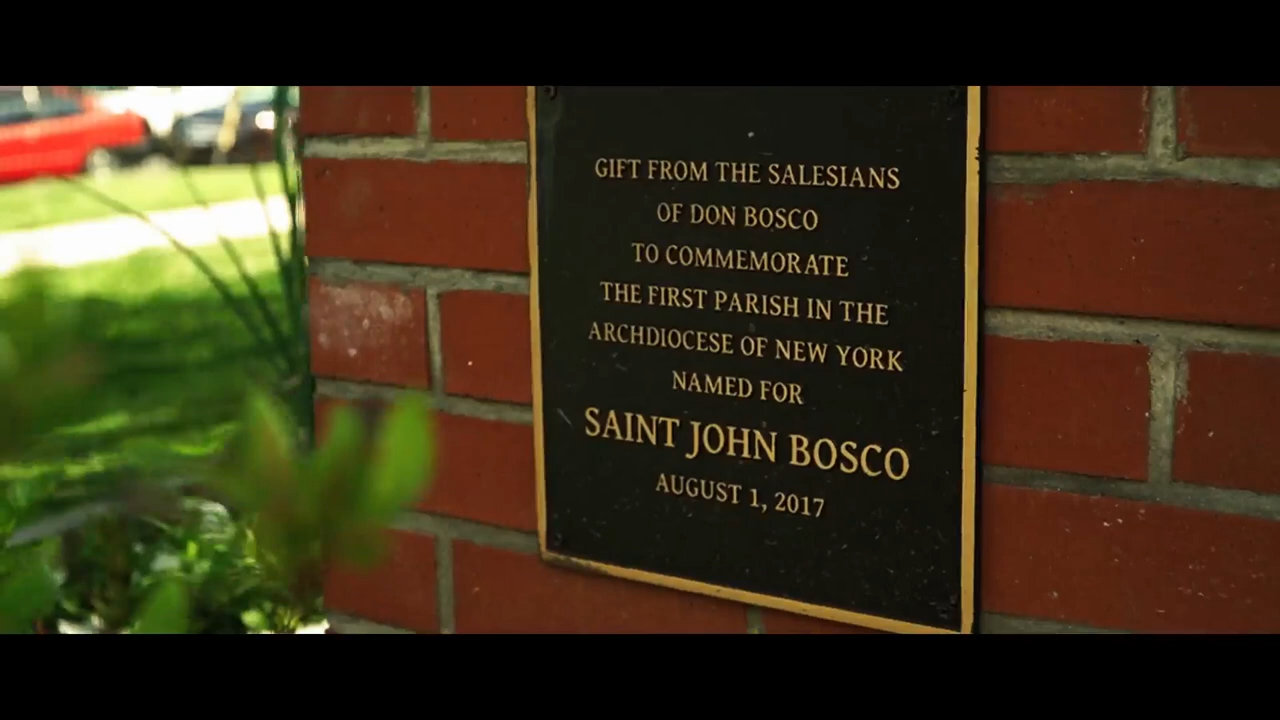 GIFT FROM THE SALESIANS
OF DON BOSCO
TO COMMEMORATE
THE FIRST PARISH IN THE
ARCHDIOCESE OF NEW YORK
NAMED FOR
SAINT JOHN BOSCO
AUGUST 1, 2017